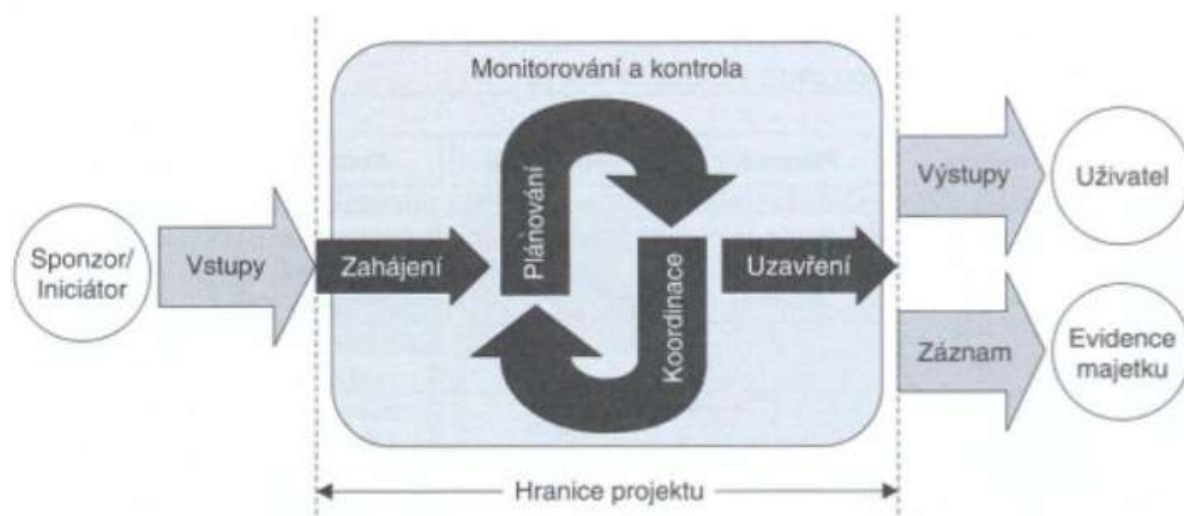 Monitorování a kontrola
Sponzor/
Iniciátor
Vstupy
Zahájení
Plánování
Koordinace
Uzavření
Výstupy
Uživatel
Záznam
Evidence
majetku
Hranice projektu